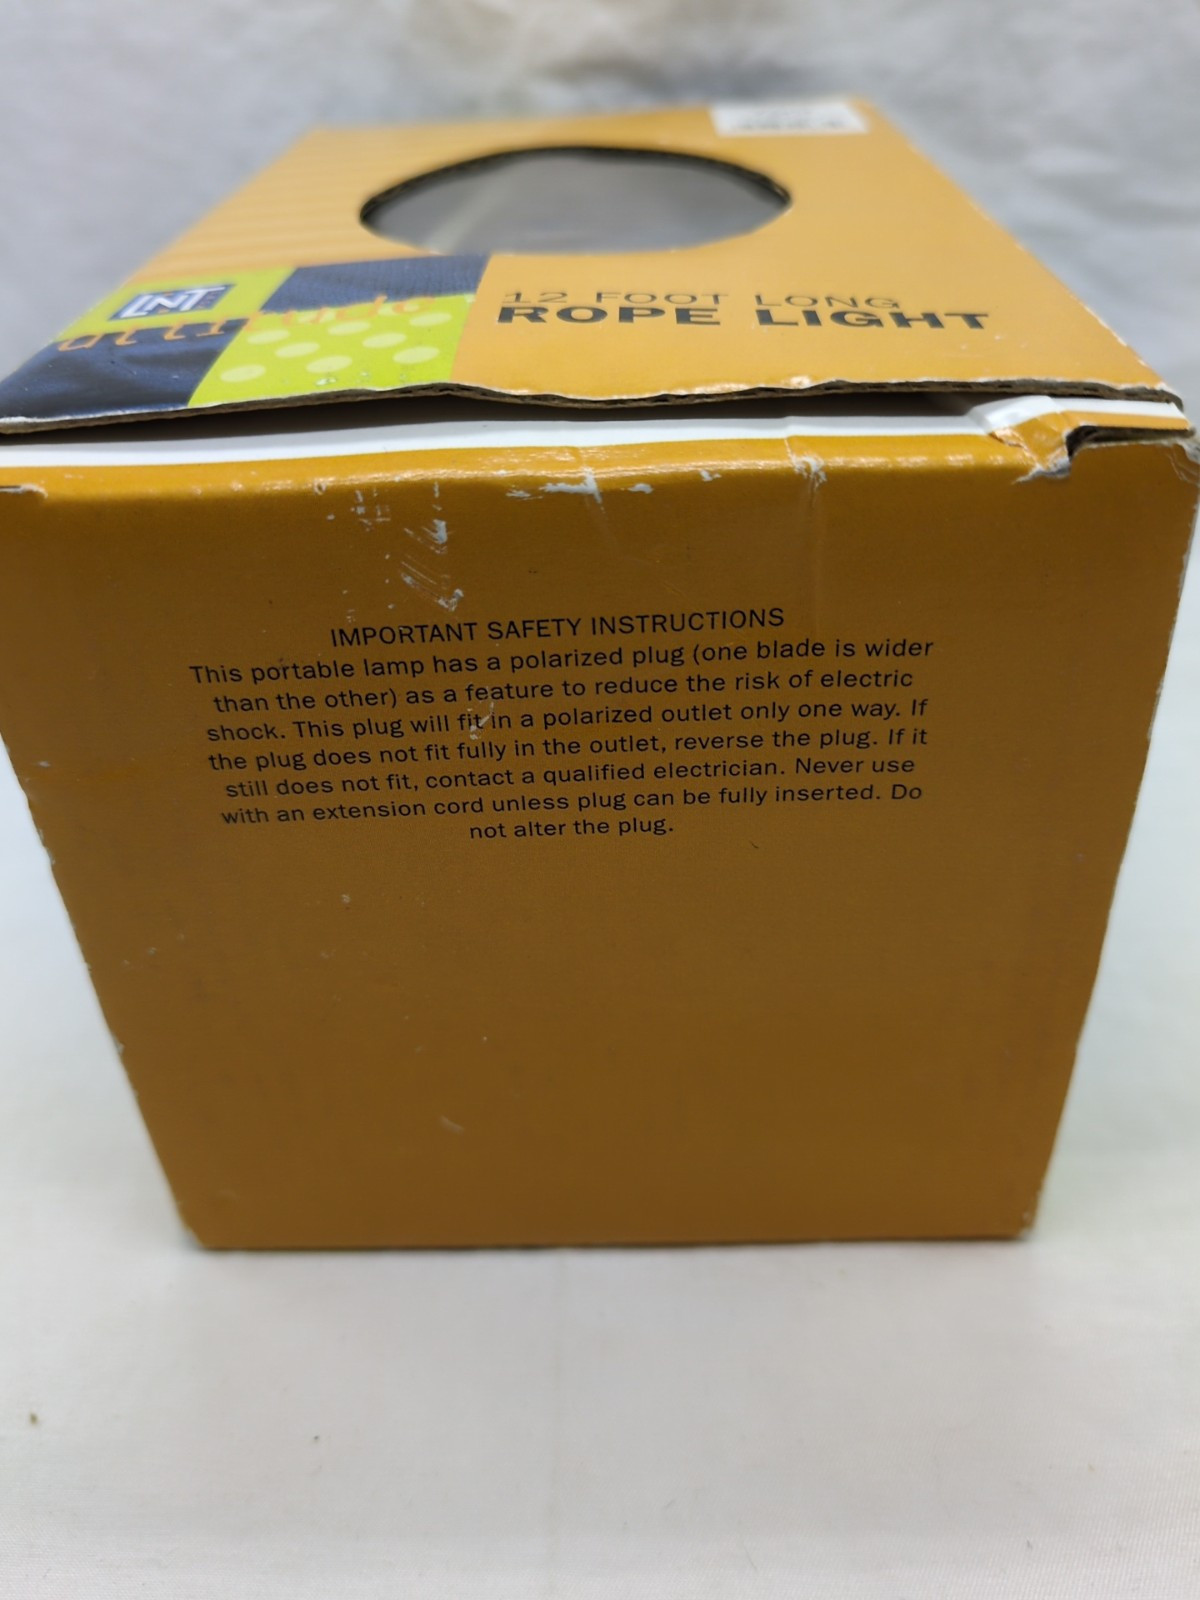 LNT
attitude
12 FOOT LONG
ROPE LIGHT
IMPORTANT SAFETY INSTRUCTIONS
This portable lamp has a polarized plug (one blade is wider
than the other) as a feature to reduce the risk of electric
shock. This plug will fit in a polarized outlet only one way. If
the plug does not fit fully in the outlet, reverse the plug. If it
still does not fit, contact a qualified electrician. Never use
with an extension cord unless plug can be fully inserted. Do
not alter the plug.